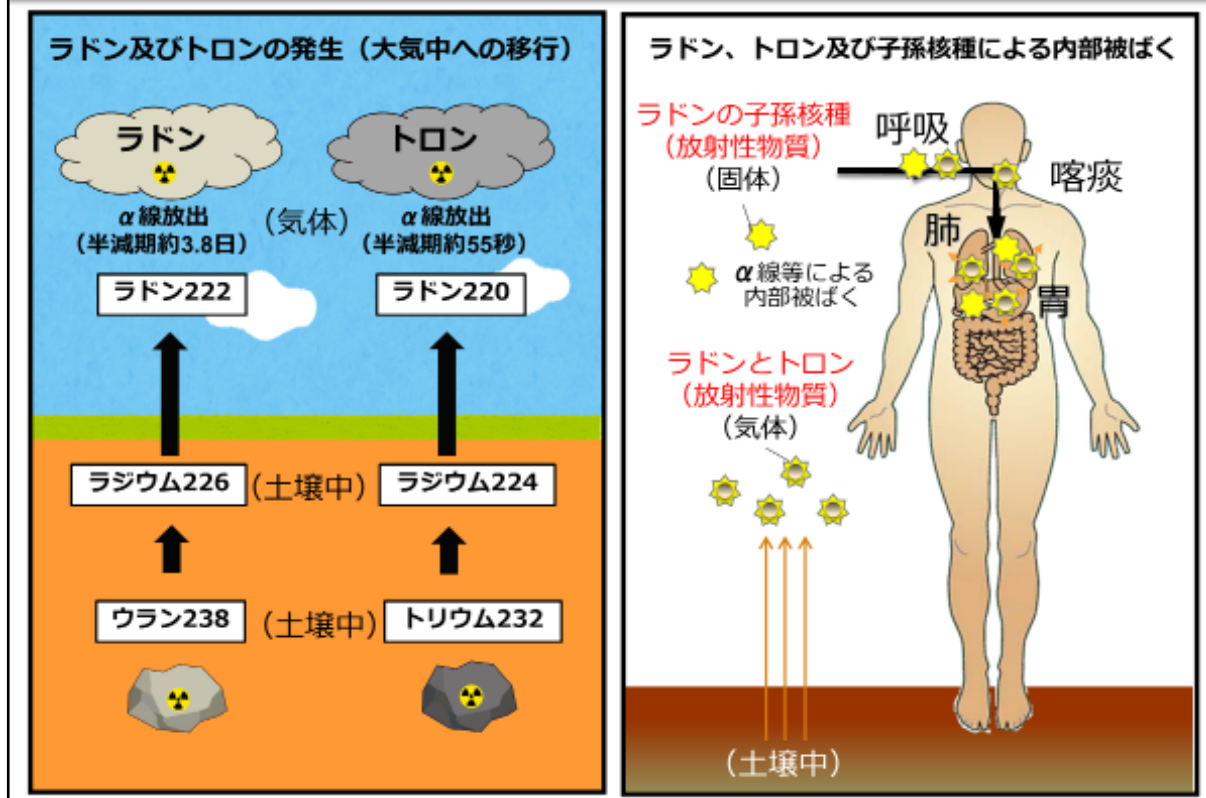 ラドン及びトロンの発生（大気中への移行）
ラドン
トロン
α線放出
（半減期約3.8日）
（気体）
α線放出
（半減期約55秒）
ラドン222
ラドン220
ラジウム226
（土壌中）
ラジウム224
ウラン238
（土壌中）
トリウム232
ラドン、トロン及び子孫核種による内部被ばく
ラドンの子孫核種
（放射性物質）
（固体）
呼吸
喀痰
肺
α線等による
内部被ばく
胃
ラドンとトロン
（放射性物質）
（気体）
（土壌中）